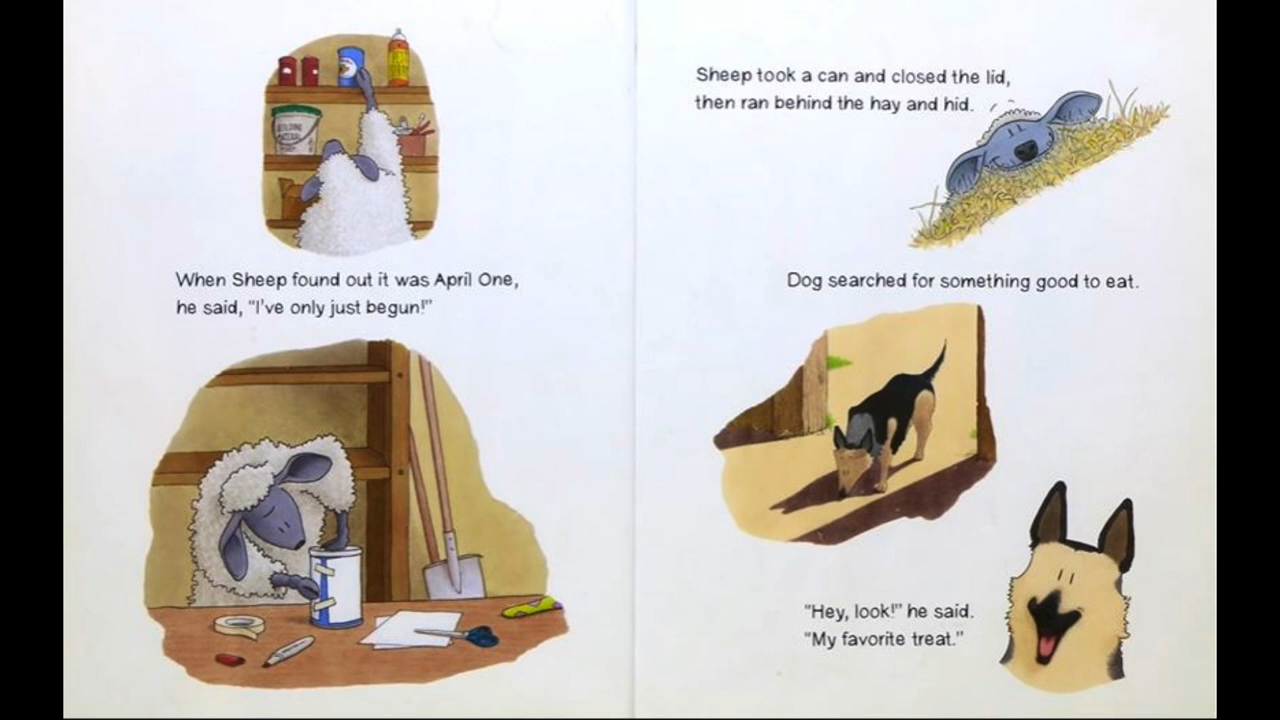 BUILDING
MATERIAL
When Sheep found out it was April One,
he said, "I've only just begun!"
Sheep took a can and closed the lid,
then ran behind the hay and hid.
Dog searched for something good to eat.
"Hey, look!" he said.
"My favorite treat."